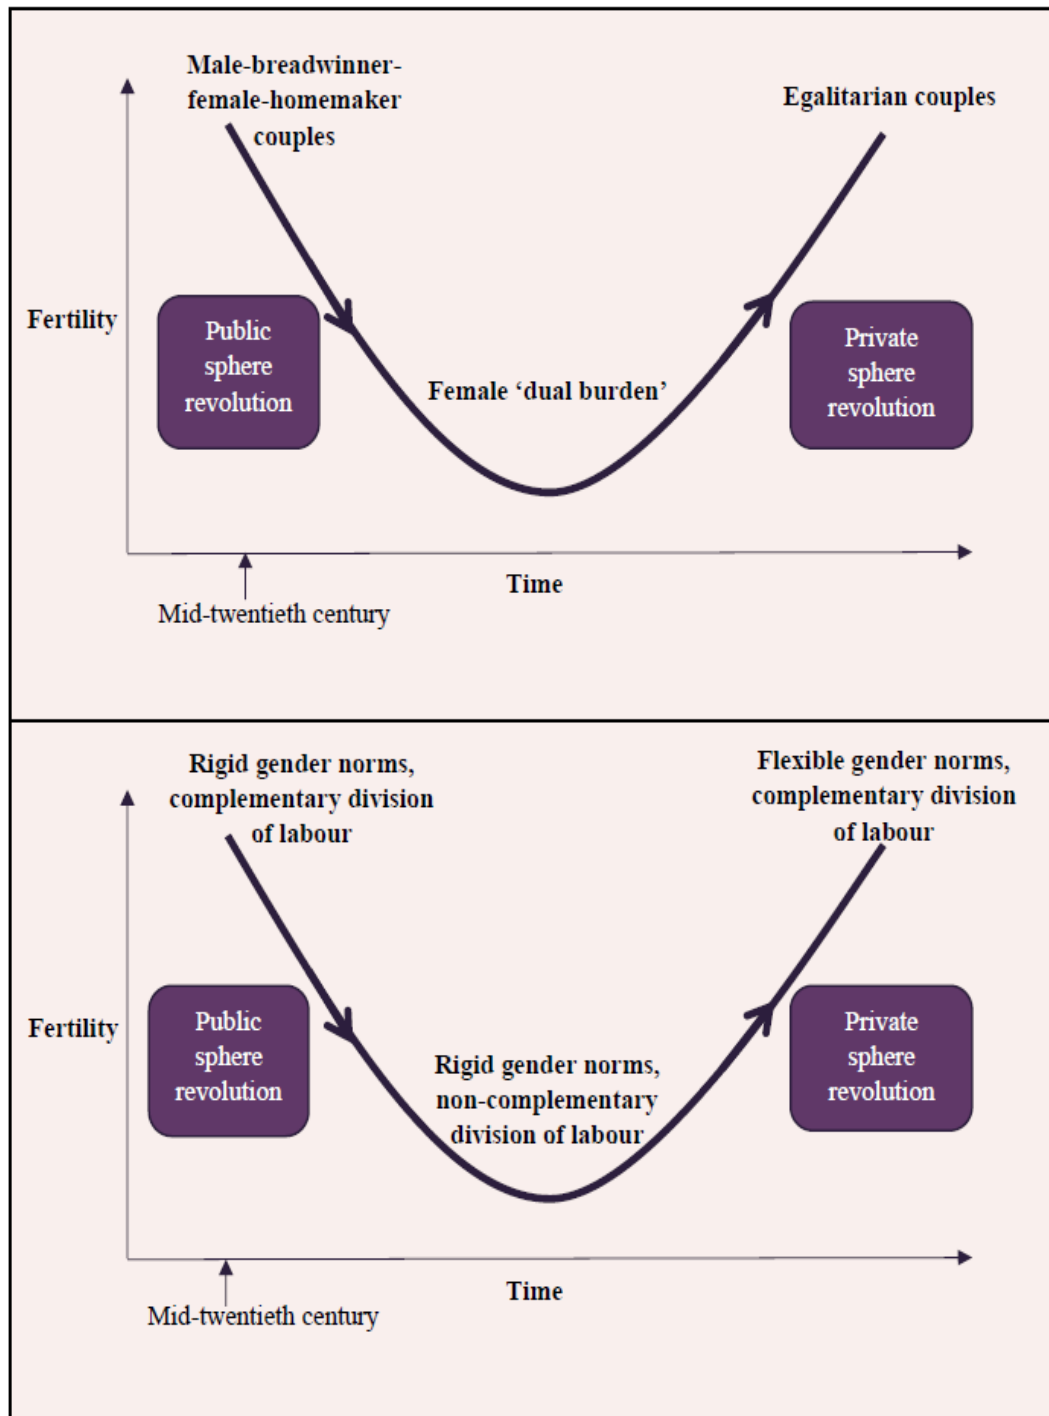 Male-breadwinner-
female-homemaker
couples
Egalitarian couples
Fertility
Public
sphere
revolution
Female ‘dual burden’
Private
sphere
revolution
Time
Mid-twentieth century
Rigid gender norms,
complementary division
of labour
Flexible gender norms,
complementary division
of labour
Fertility
Public
sphere
revolution
Rigid gender norms,
non-complementary
division of labour
Private
sphere
revolution
Time
Mid-twentieth century